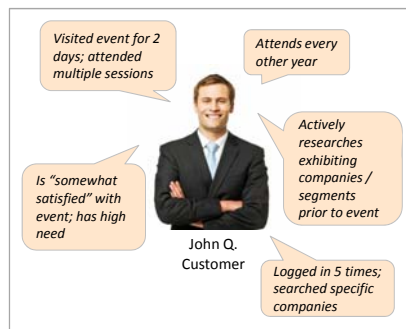 Visited event for 2
days; attended
multiple sessions
Attends every
other year
Actively
researches
exhibiting
companies /
segments
prior to event
Is “somewhat
satisfied” with
event; has high
need
John Q.
Customer
Logged in 5 times;
searched specific
companies